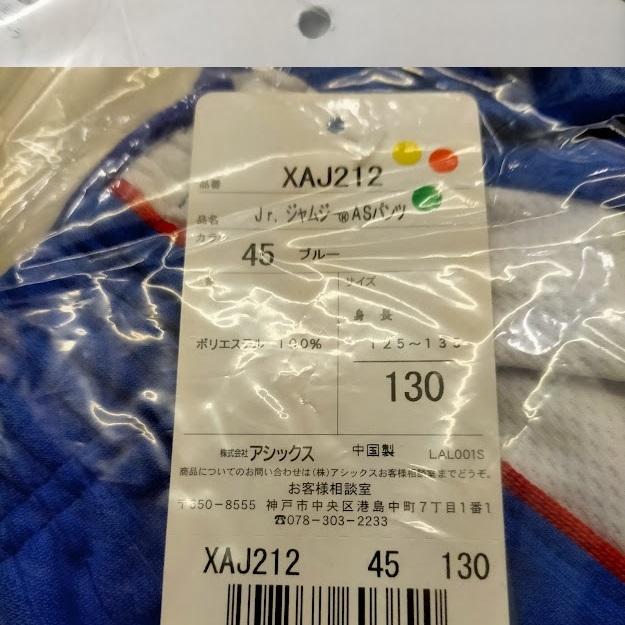 品番 XAJ212
品名 Jr. ジャムジ®ASパンツ
カラー
45 ブルー
サイズ
身長
ポリエステル 100% 125～135
130
株式会社アシックス 中国製 LAL001S
商品についてのお問い合わせは(株)アシックスお客様相談室までどうぞ。
お客様相談室
〒650-8555 神戸市中央区港島中町7丁目1番1
☎078-303-2233
XAJ212 45 130